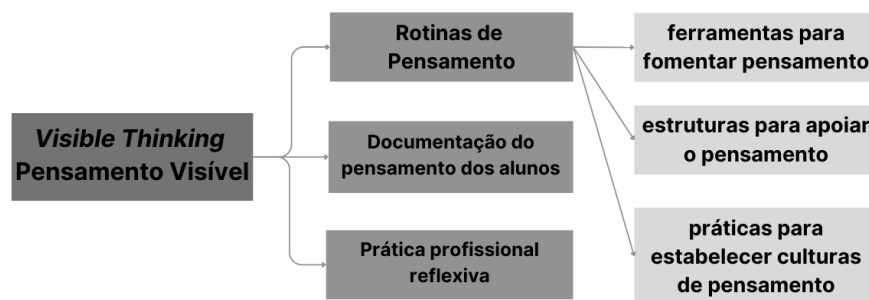 Visible Thinking
Pensamento Visível
Rotinas de
Pensamento
Documentação do
pensamento dos alunos
Prática profissional
reflexiva
ferramentas para
fomentar pensamento
estruturas para apoiar
o pensamento
práticas para
estabelecer culturas
de pensamento